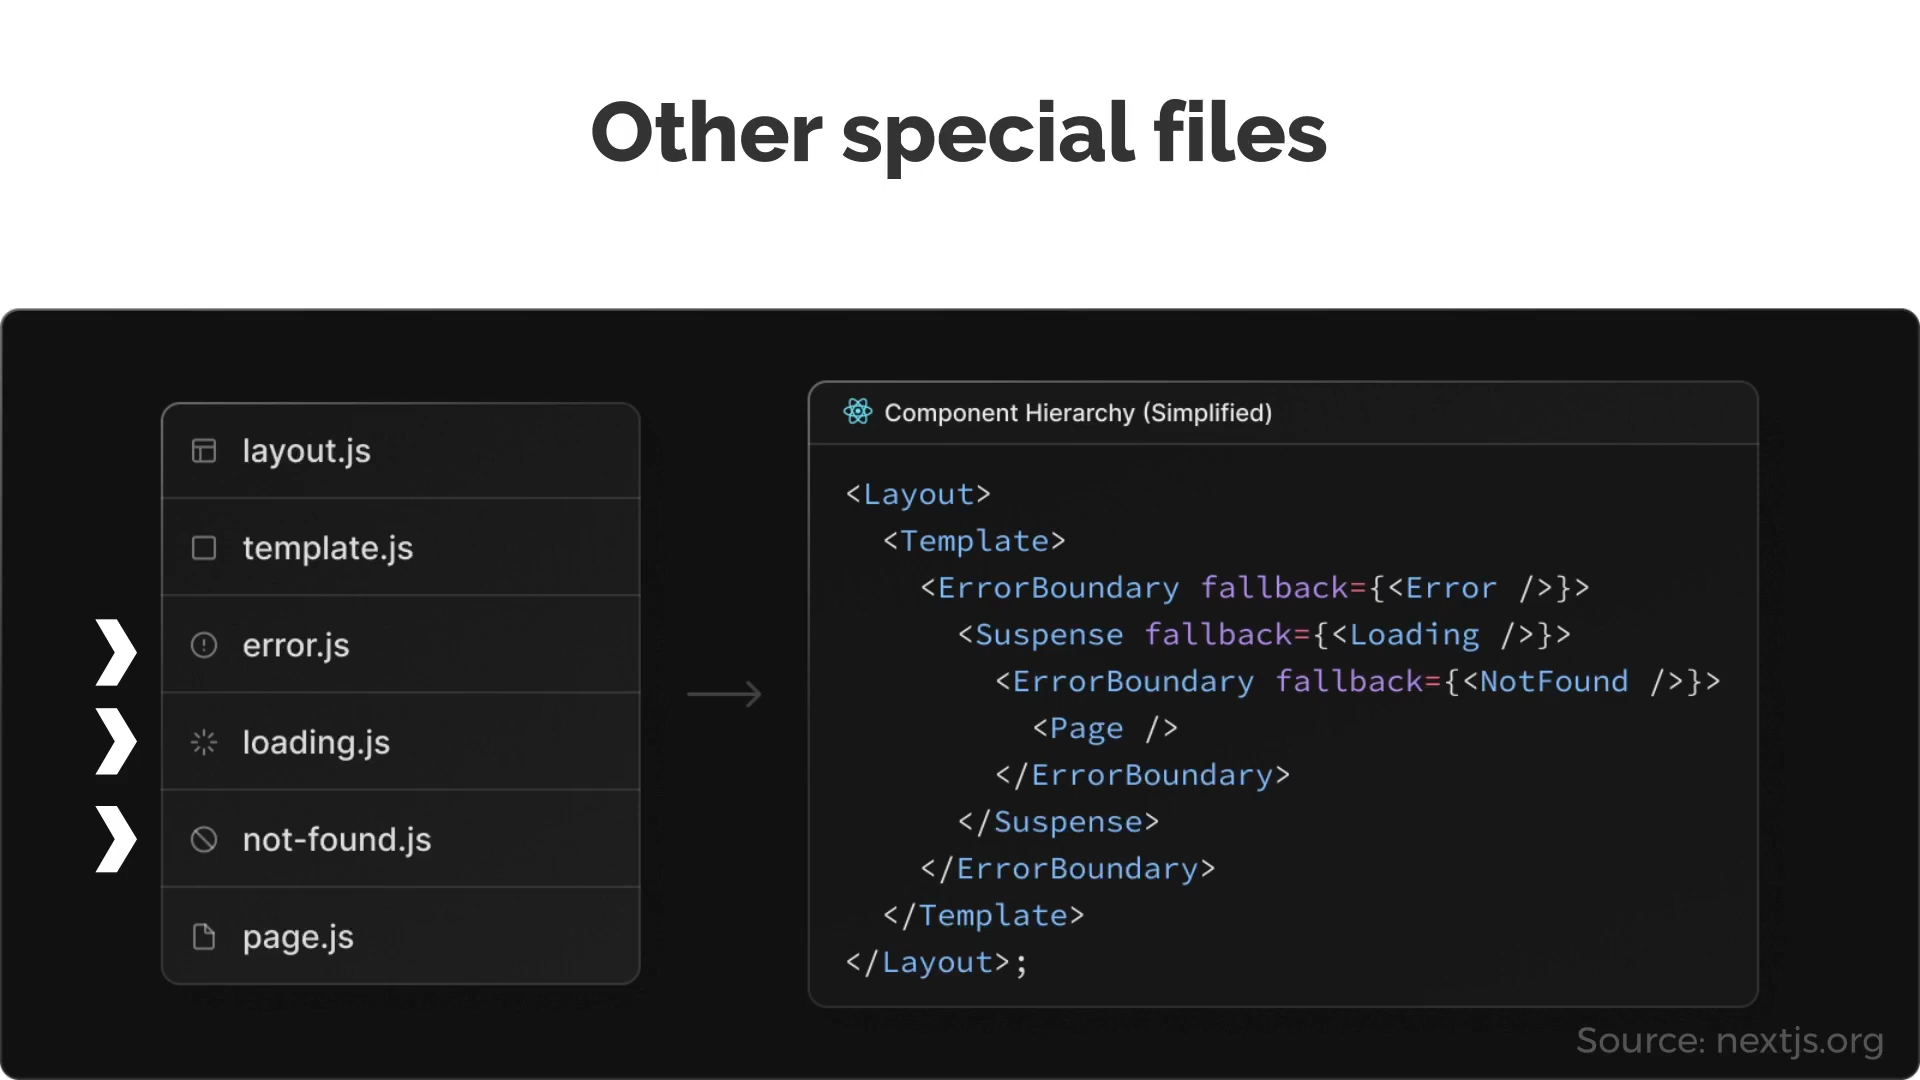 Other special files
layout.js
template.js
error.js
loading.js
not-found.js
page.js
Component Hierarchy (Simplified)
<Layout>
<Template>
<ErrorBoundary fallback={<Error />}>
<Suspense fallback={<Loading />}>
<ErrorBoundary fallback={<NotFound />}>
<Page />
</ErrorBoundary>
</Suspense>
</ErrorBoundary>
</Template>
</Layout>;
Source: nextjs.org